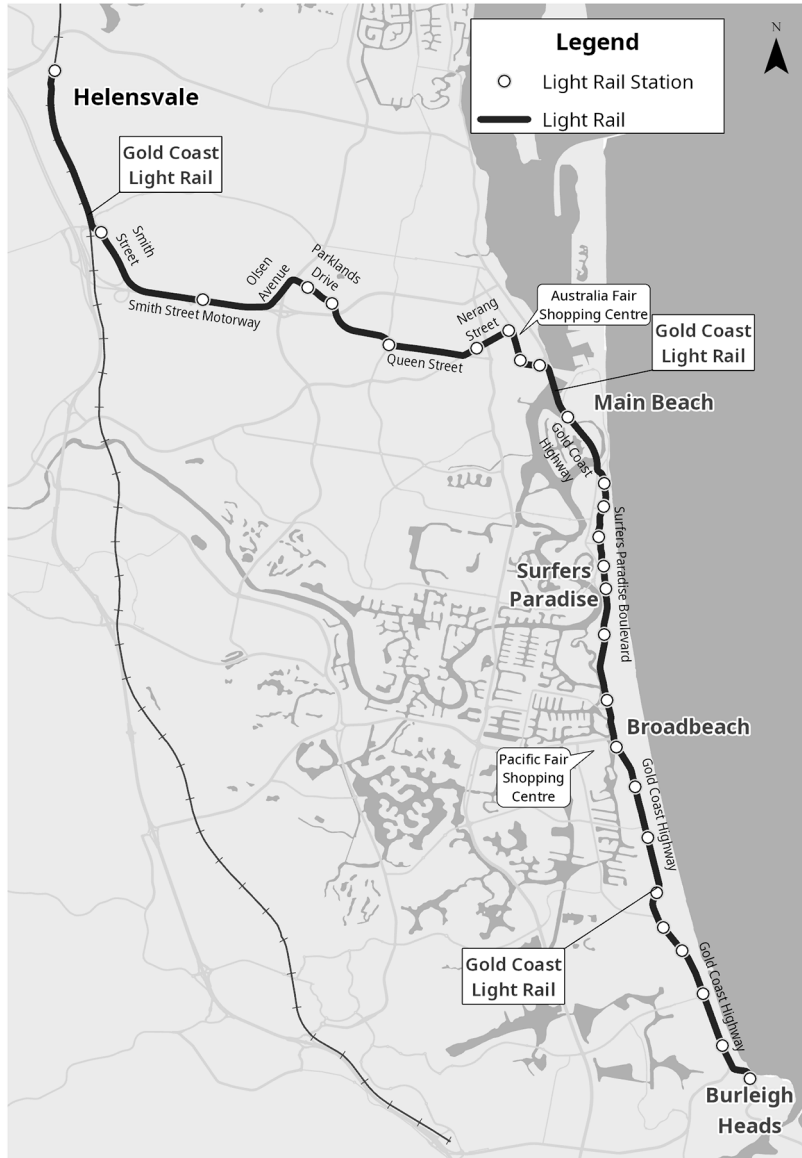 N
Legend
Light Rail Station
Light Rail
Helensvale
Gold Coast
Light Rail
Smith
Street
Smith Street Motorway
Olsen
Avenue
Parklands
Drive
Queen Street
Nerang
Street
Australia Fair
Shopping Centre
Gold Coast
Light Rail
Main Beach
Gold Coast
Highway
Surfers
Paradise
Surfers Paradise Boulevard
Broadbeach
Pacific Fair
Shopping
Centre
Gold Coast Highway
Gold Coast
Light Rail
Gold Coast Highway
Burleigh
Heads